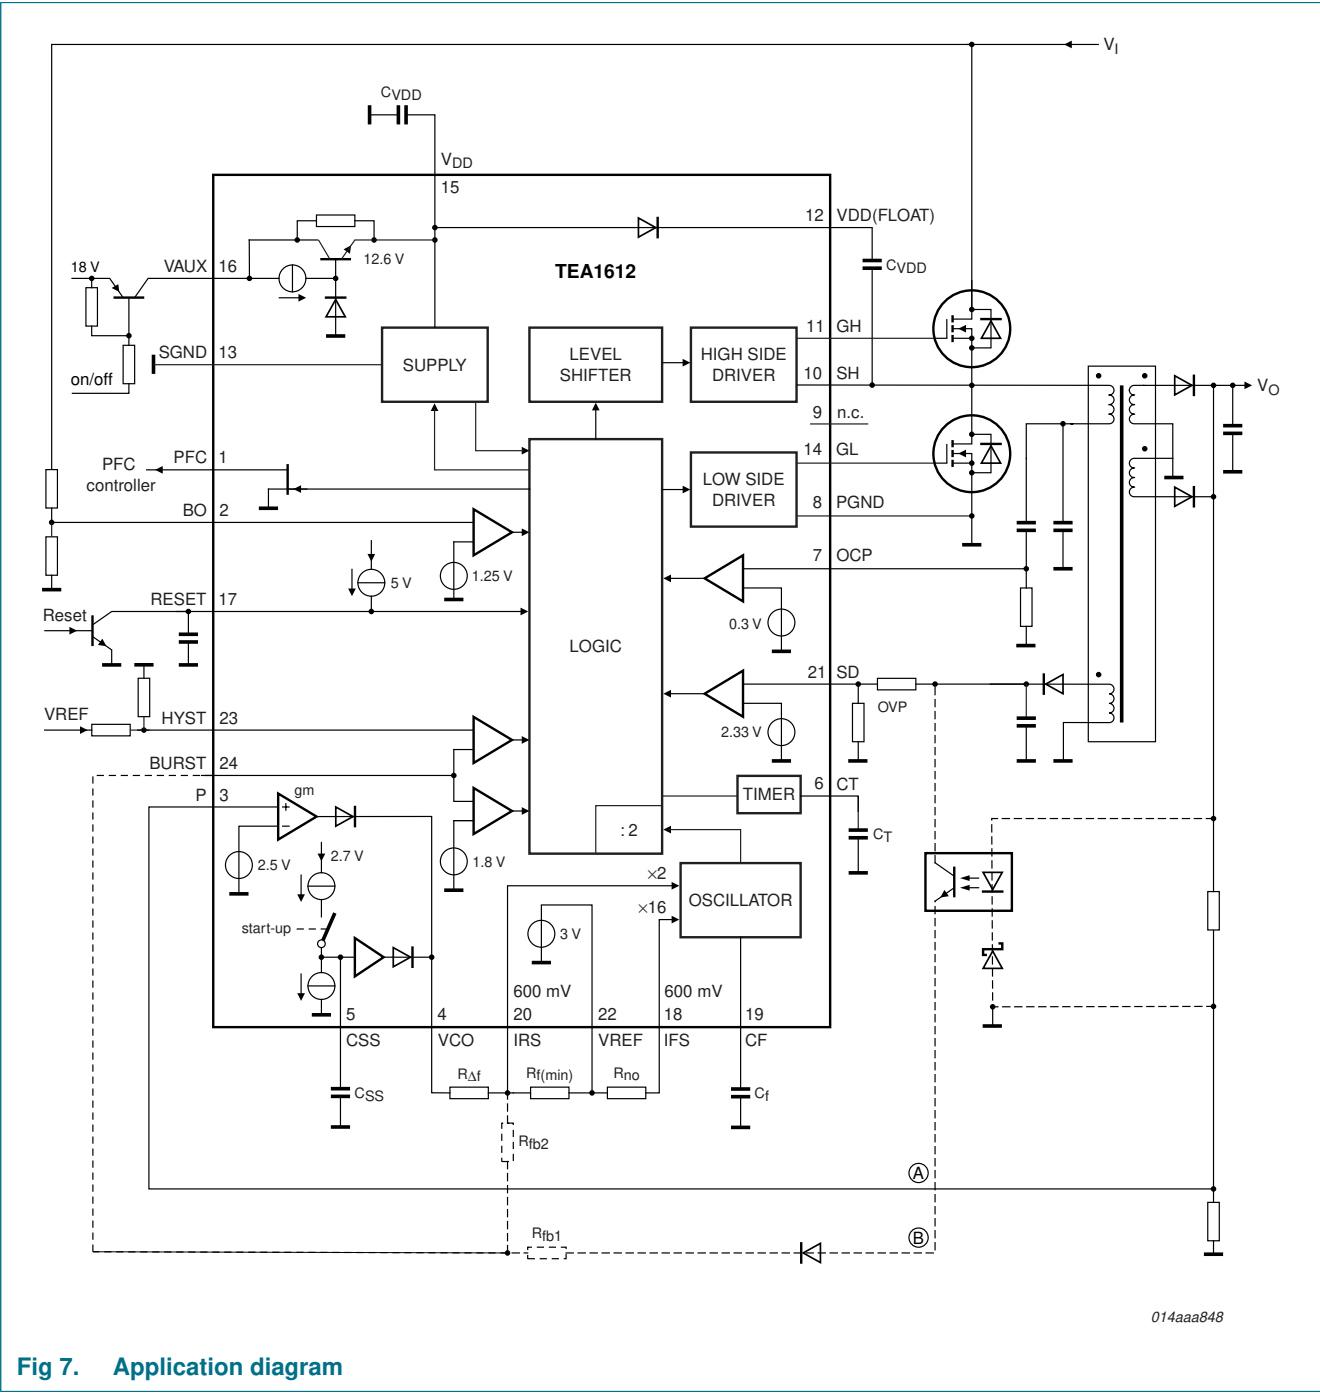 VI
CVDD
VDD
15
12 VDD(FLOAT)
12.6 V
TEA1612
CVDD
18 V
VAUX 16
11 GH
SGND 13
SUPPLY
LEVEL SHIFTER
HIGH SIDE DRIVER
on/off
10 SH
VO
9 n.c.
14 GL
PFC 1
PFC controller
LOW SIDE DRIVER
BO 2
8 PGND
1.25 V
7 OCP
5 V
RESET 17
Reset
0.3 V
LOGIC
21 SD
OVP
VREF
HYST 23
2.33 V
BURST 24
P 3
gm
+
−
TIMER
6 CT
: 2
CT
2.5 V
2.7 V
1.8 V
×2
OSCILLATOR
×16
start-up
3 V
600 mV
600 mV
5
4
20
22
18
19
CSS
VCO
IRS
VREF
IFS
CF
RΔf
Rf(min)
Rno
CSS
Cf
Rfb2
A
Rfb1
B
014aaa848
Fig 7. Application diagram